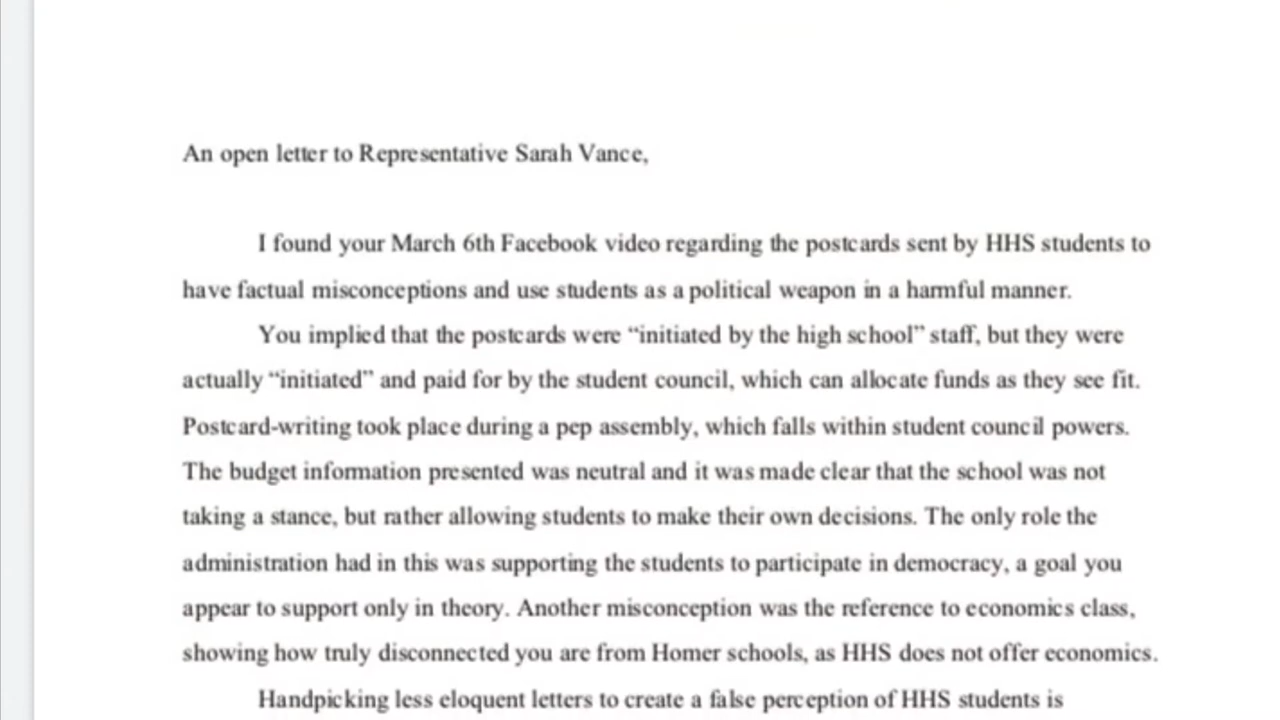 An open letter to Representative Sarah Vance,
I found your March 6th Facebook video regarding the postcards sent by HHS students to
have factual misconceptions and use students as a political weapon in a harmful manner.
You implied that the postcards were “initiated by the high school” staff, but they were
actually “initiated” and paid for by the student council, which can allocate funds as they see fit.
Postcard-writing took place during a pep assembly, which falls within student council powers.
The budget information presented was neutral and it was made clear that the school was not
taking a stance, but rather allowing students to make their own decisions. The only role the
administration had in this was supporting the students to participate in democracy, a goal you
appear to support only in theory. Another misconception was the reference to economics class,
showing how truly disconnected you are from Homer schools, as HHS does not offer economics.
Handpicking less eloquent letters to create a false perception of HHS students is